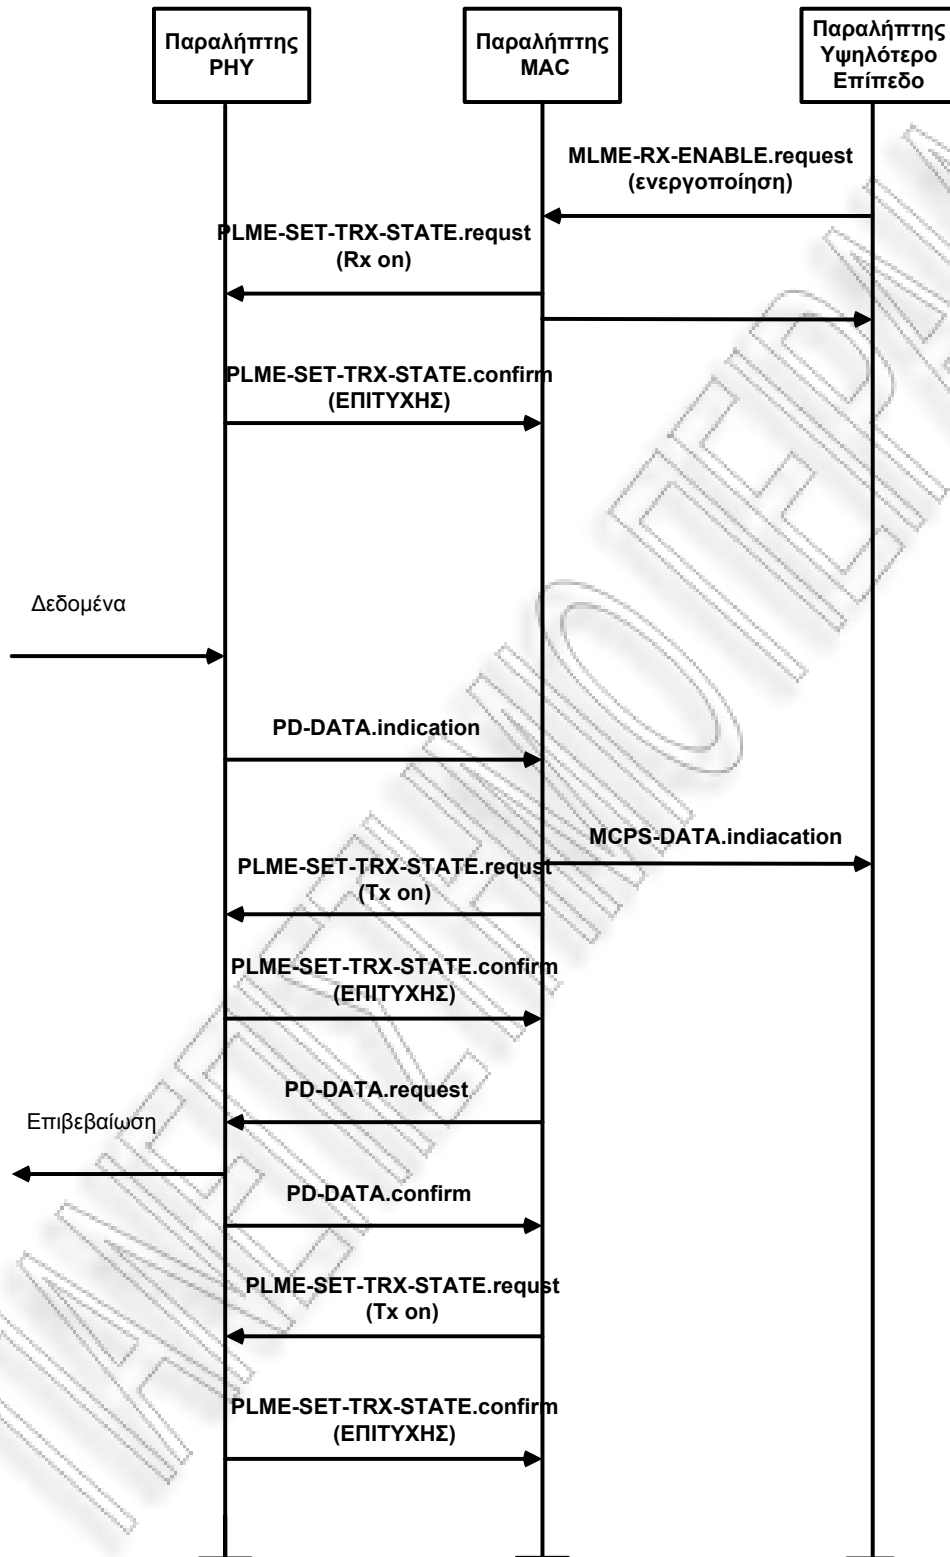 Παραλήπτης
PHY
Παραλήπτης
MAC
Παραλήπτης
Υψηλότερο
Επίπεδο
MLME-RX-ENABLE.request
(ενεργοποίηση)
PLME-SET-TRX-STATE.requst
(Rx on)
PLME-SET-TRX-STATE.confirm
(ΕΠΙΤΥΧΗΣ)
Δεδομένα
PD-DATA.indication
MCPS-DATA.indiacation
PLME-SET-TRX-STATE.requst
(Tx on)
PLME-SET-TRX-STATE.confirm
(ΕΠΙΤΥΧΗΣ)
PD-DATA.request
Επιβεβαίωση
PD-DATA.confirm
PLME-SET-TRX-STATE.requst
(Tx on)
PLME-SET-TRX-STATE.confirm
(ΕΠΙΤΥΧΗΣ)